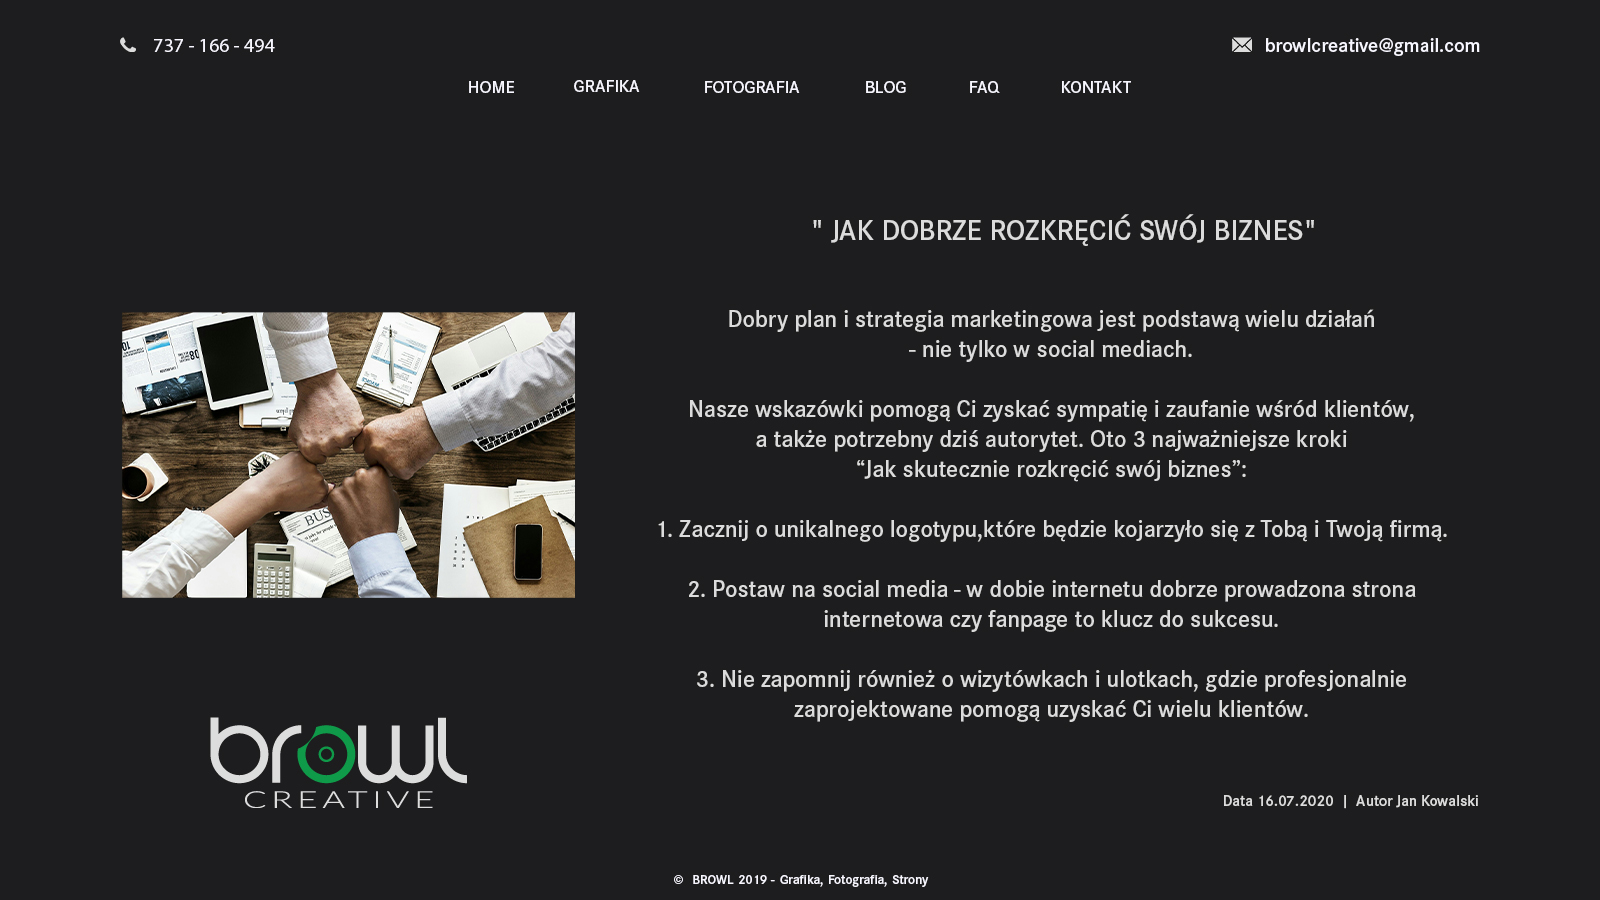 737 - 166 - 494
browlcreative@gmail.com
HOME GRAFIKA FOTOGRAFIA BLOG FAQ KONTAKT
" JAK DOBRZE ROZKRĘCIĆ SWÓJ BIZNES"
Dobry plan i strategia marketingowa jest podstawą wielu działań
- nie tylko w social mediach.
Nasze wskazówki pomogą Ci zyskać sympatię i zaufanie wśród klientów,
a także potrzebny dziś autorytet. Oto 3 najważniejsze kroki
“Jak skutecznie rozkręcić swój biznes”:
1. Zacznij o unikalnego logotypu,które będzie kojarzyło się z Tobą i Twoją firmą.
2. Postaw na social media - w dobie internetu dobrze prowadzona strona
internetowa czy fanpage to klucz do sukcesu.
3. Nie zapomnij również o wizytówkach i ulotkach, gdzie profesjonalnie
zaprojektowane pomogą uzyskać Ci wielu klientów.
BUS
browl
CREATIVE
Data 16.07.2020 | Autor Jan Kowalski
© BROWL 2019 - Grafika, Fotografia, Strony